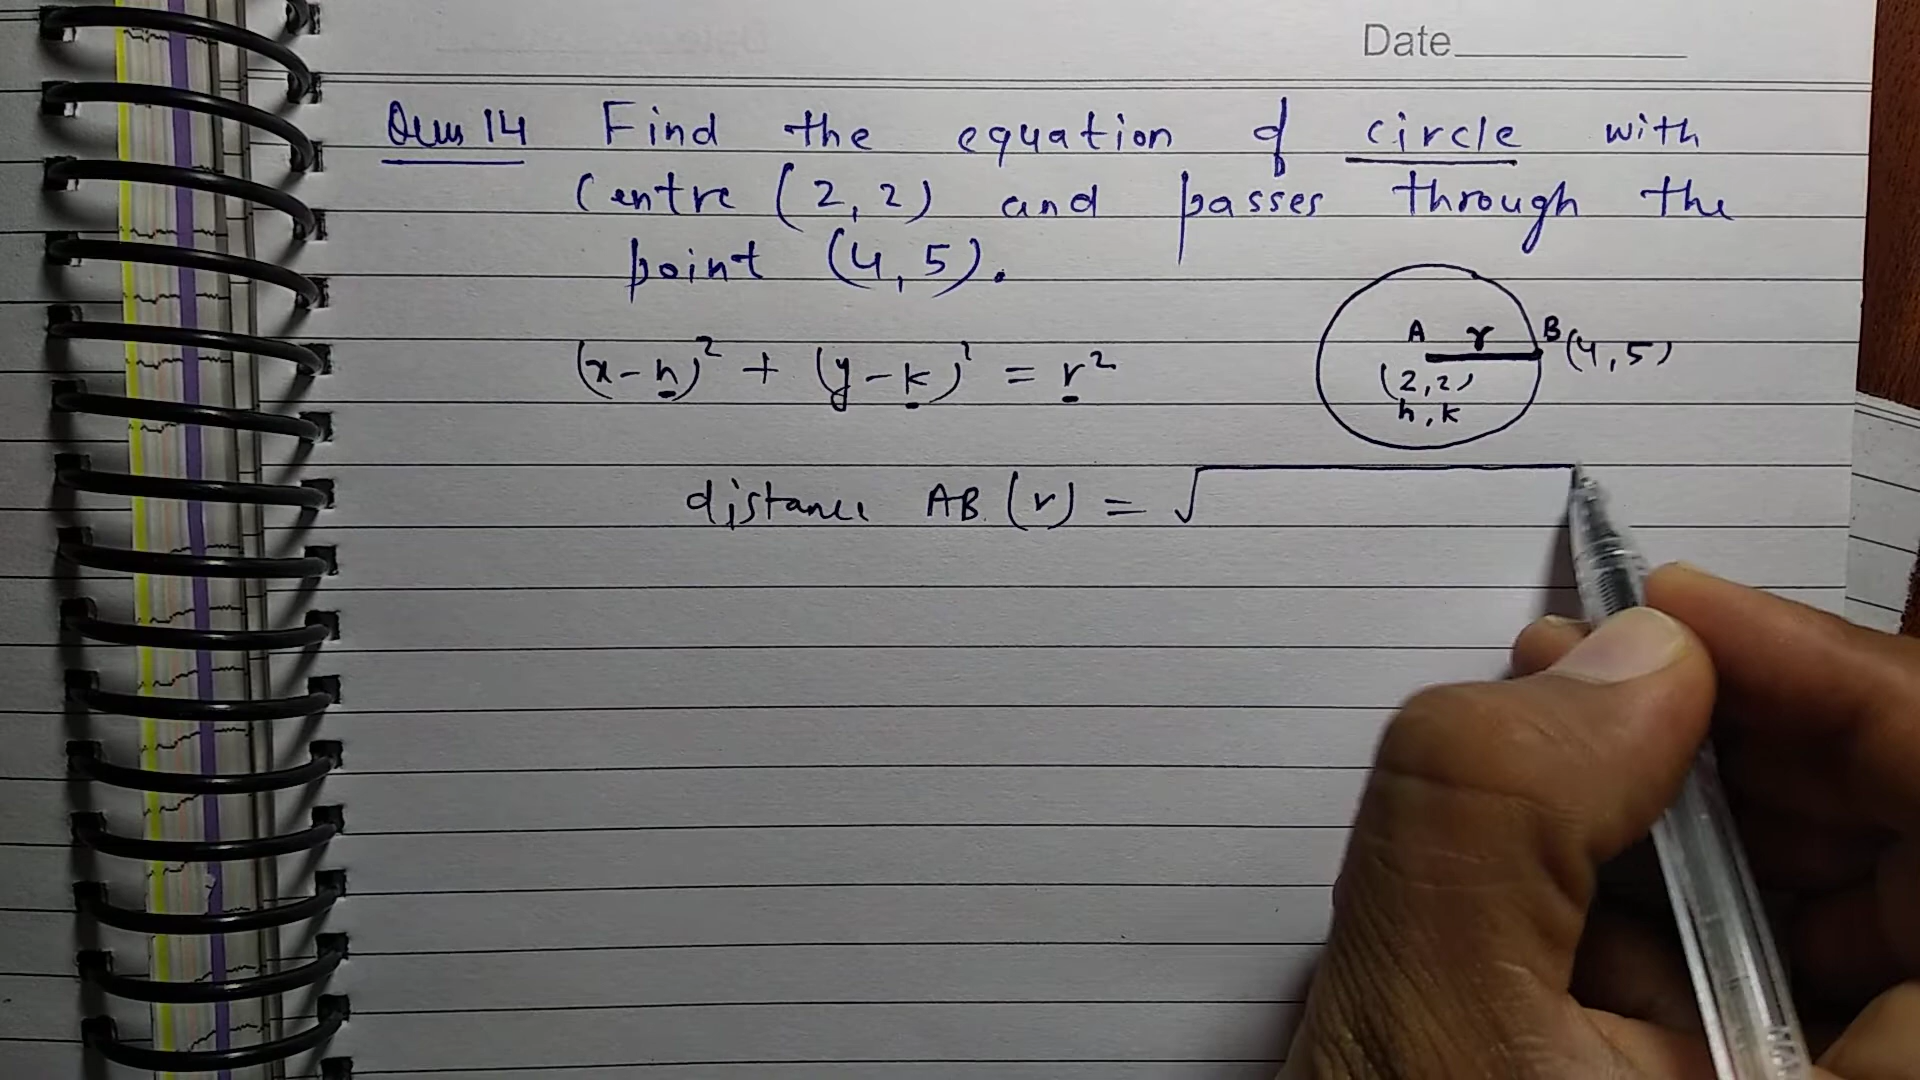 Date
Ques 14 Find the equation of circle with
Centre (2, 2) and passes through the
point (4, 5).
(x-h)² + (y-k)² = r²
A r B (4, 5)
(2, 2)
h, k
distance AB (r) = √